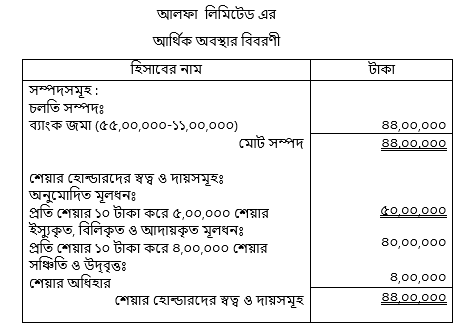 আলফা লিমিটেড এর
আর্থিক অবস্থার বিবরণী
হিসাবের নাম টাকা
সম্পদসমূহ :
চলতি সম্পদঃ
ব্যাংক জমা (৫৫,০০,০০০-১১,০০,০০০) ৪৪,০০,০০০
মোট সম্পদ ৪৪,০০,০০০
শেয়ার হোল্ডারদের স্বত্ব ও দায়সমূহঃ
অনুমোদিত মূলধনঃ
প্রতি শেয়ার ১০ টাকা করে ৫,০০,০০০ শেয়ার ৫০,০০,০০০
ইস্যুকৃত, বিলিকৃত ও আদায়কৃত মূলধনঃ
প্রতি শেয়ার ১০ টাকা করে ৪,০০,০০০ শেয়ার ৪০,০০,০০০
সঞ্চিতি ও উদ্বৃত্তঃ
শেয়ার অধিহার ৪,০০,০০০
শেয়ার হোল্ডারদের স্বত্ব ও দায়সমূহ ৪৪,০০,০০০